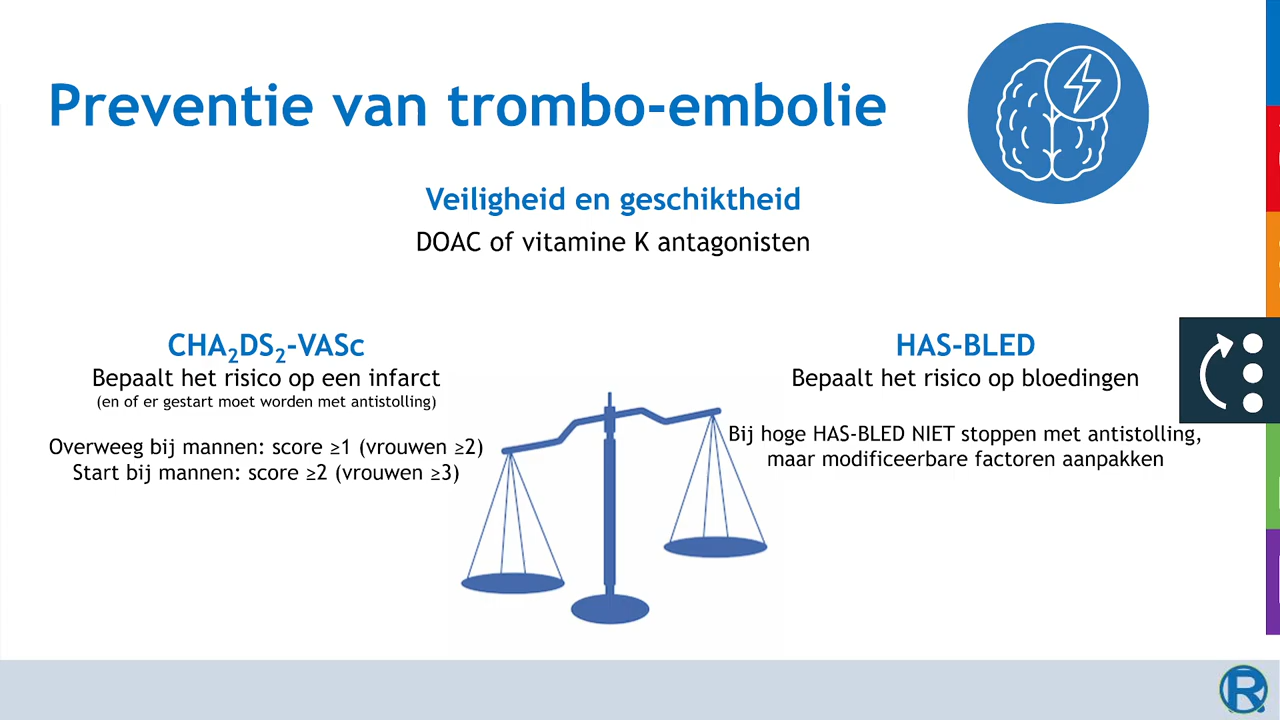 Preventie van trombo-embolie
Veiligheid en geschiktheid
DOAC of vitamine K antagonisten
CHA₂DS₂-VASc
Bepaalt het risico op een infarct
(en of er gestart moet worden met antistolling)
Overweeg bij mannen: score ≥1 (vrouwen ≥2)
Start bij mannen: score ≥2 (vrouwen ≥3)
HAS-BLED
Bepaalt het risico op bloedingen
Bij hoge HAS-BLED NIET stoppen met antistolling,
maar modificeerbare factoren aanpakken
R